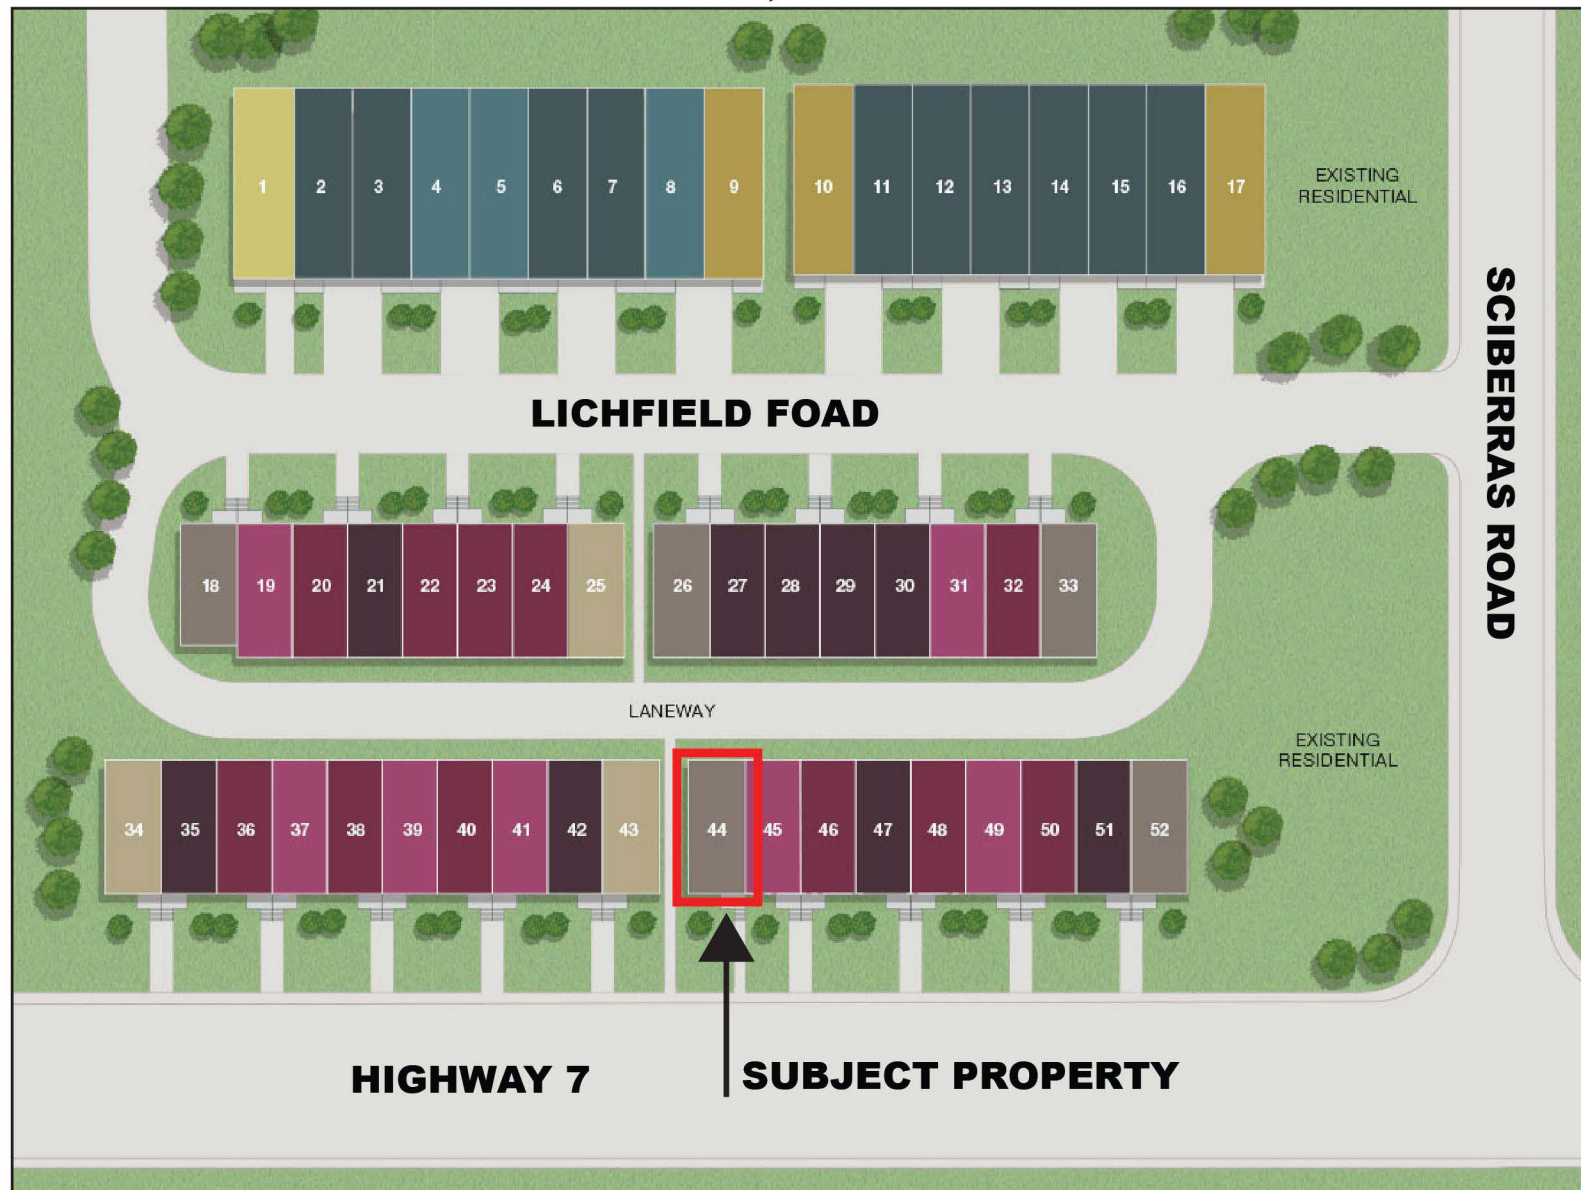 1 2 3 4 5 6 7 8 9 10 11 12 13 14 15 16 17
EXISTING
RESIDENTIAL
SCIBERRAS ROAD
LICHFIELD FOAD
18 19 20 21 22 23 24 25 26 27 28 29 30 31 32 33
LANEWAY
EXISTING
RESIDENTIAL
34 35 36 37 38 39 40 41 42 43 44 45 46 47 48 49 50 51 52
HIGHWAY 7
SUBJECT PROPERTY